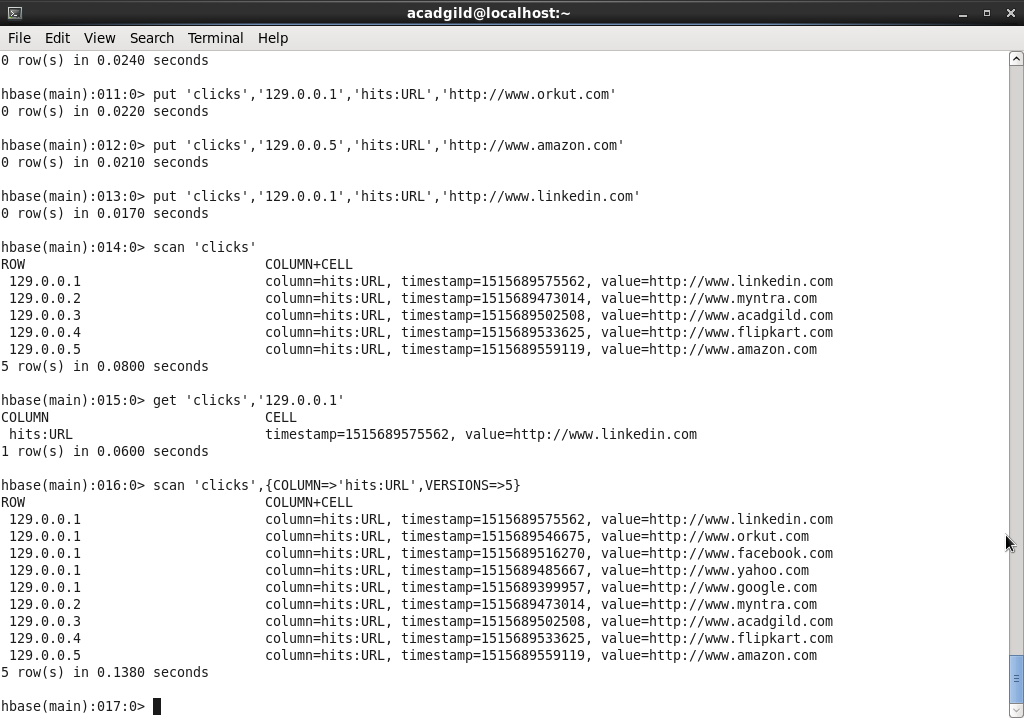 acadgild@localhost:~
File Edit View Search Terminal Help
0 row(s) in 0.0240 seconds
hbase(main):011:0> put 'clicks','129.0.0.1','hits:URL','http://www.orkut.com'
0 row(s) in 0.0220 seconds
hbase(main):012:0> put 'clicks','129.0.0.5','hits:URL','http://www.amazon.com'
0 row(s) in 0.0210 seconds
hbase(main):013:0> put 'clicks','129.0.0.1','hits:URL','http://www.linkedin.com'
0 row(s) in 0.0170 seconds
hbase(main):014:0> scan 'clicks'
ROW                              COLUMN+CELL
 129.0.0.1                       column=hits:URL, timestamp=1515689575562, value=http://www.linkedin.com
 129.0.0.2                       column=hits:URL, timestamp=1515689473014, value=http://www.myntra.com
 129.0.0.3                       column=hits:URL, timestamp=1515689502508, value=http://www.acadgild.com
 129.0.0.4                       column=hits:URL, timestamp=1515689533625, value=http://www.flipkart.com
 129.0.0.5                       column=hits:URL, timestamp=1515689559119, value=http://www.amazon.com
5 row(s) in 0.0800 seconds
hbase(main):015:0> get 'clicks','129.0.0.1'
COLUMN                           CELL
 hits:URL                        timestamp=1515689575562, value=http://www.linkedin.com
1 row(s) in 0.0600 seconds
hbase(main):016:0> scan 'clicks',{COLUMN=>'hits:URL',VERSIONS=>5}
ROW                              COLUMN+CELL
 129.0.0.1                       column=hits:URL, timestamp=1515689575562, value=http://www.linkedin.com
 129.0.0.1                       column=hits:URL, timestamp=1515689546675, value=http://www.orkut.com
 129.0.0.1                       column=hits:URL, timestamp=1515689516270, value=http://www.facebook.com
 129.0.0.1                       column=hits:URL, timestamp=1515689485667, value=http://www.yahoo.com
 129.0.0.1                       column=hits:URL, timestamp=1515689399957, value=http://www.google.com
 129.0.0.2                       column=hits:URL, timestamp=1515689473014, value=http://www.myntra.com
 129.0.0.3                       column=hits:URL, timestamp=1515689502508, value=http://www.acadgild.com
 129.0.0.4                       column=hits:URL, timestamp=1515689533625, value=http://www.flipkart.com
 129.0.0.5                       column=hits:URL, timestamp=1515689559119, value=http://www.amazon.com
5 row(s) in 0.1380 seconds
hbase(main):017:0>